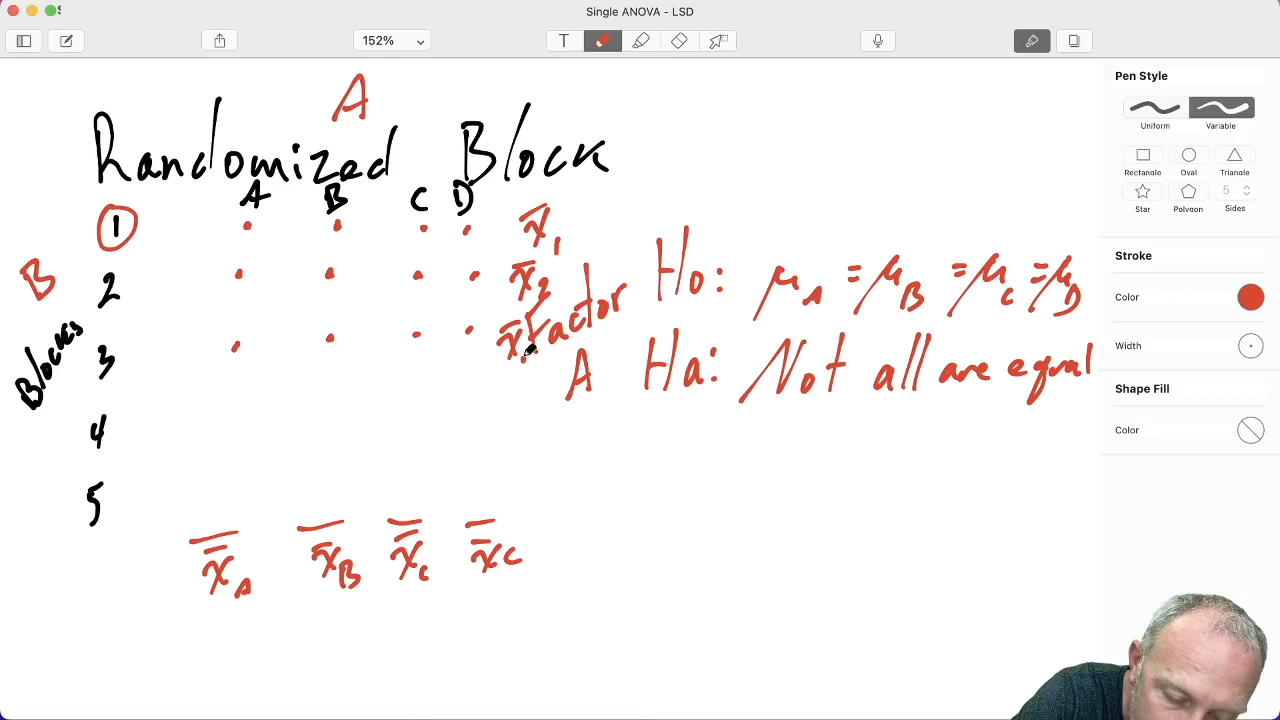 Single ANOVA - LSD
152%
T
Pen Style
Uniform
Variable
Rectangle
Oval
Triangle
Star
Polygon
5
Sides
Stroke
Color
Width
Shape Fill
Color
A
Randomized Block
A B C D
1 x̄1
B 2 x̄2
Blocks 3 x̄
4
5
Factor A
Ho: μA = μB = μC = μD
Ha: Not all are equal
x̿A x̿B x̿C x̿C